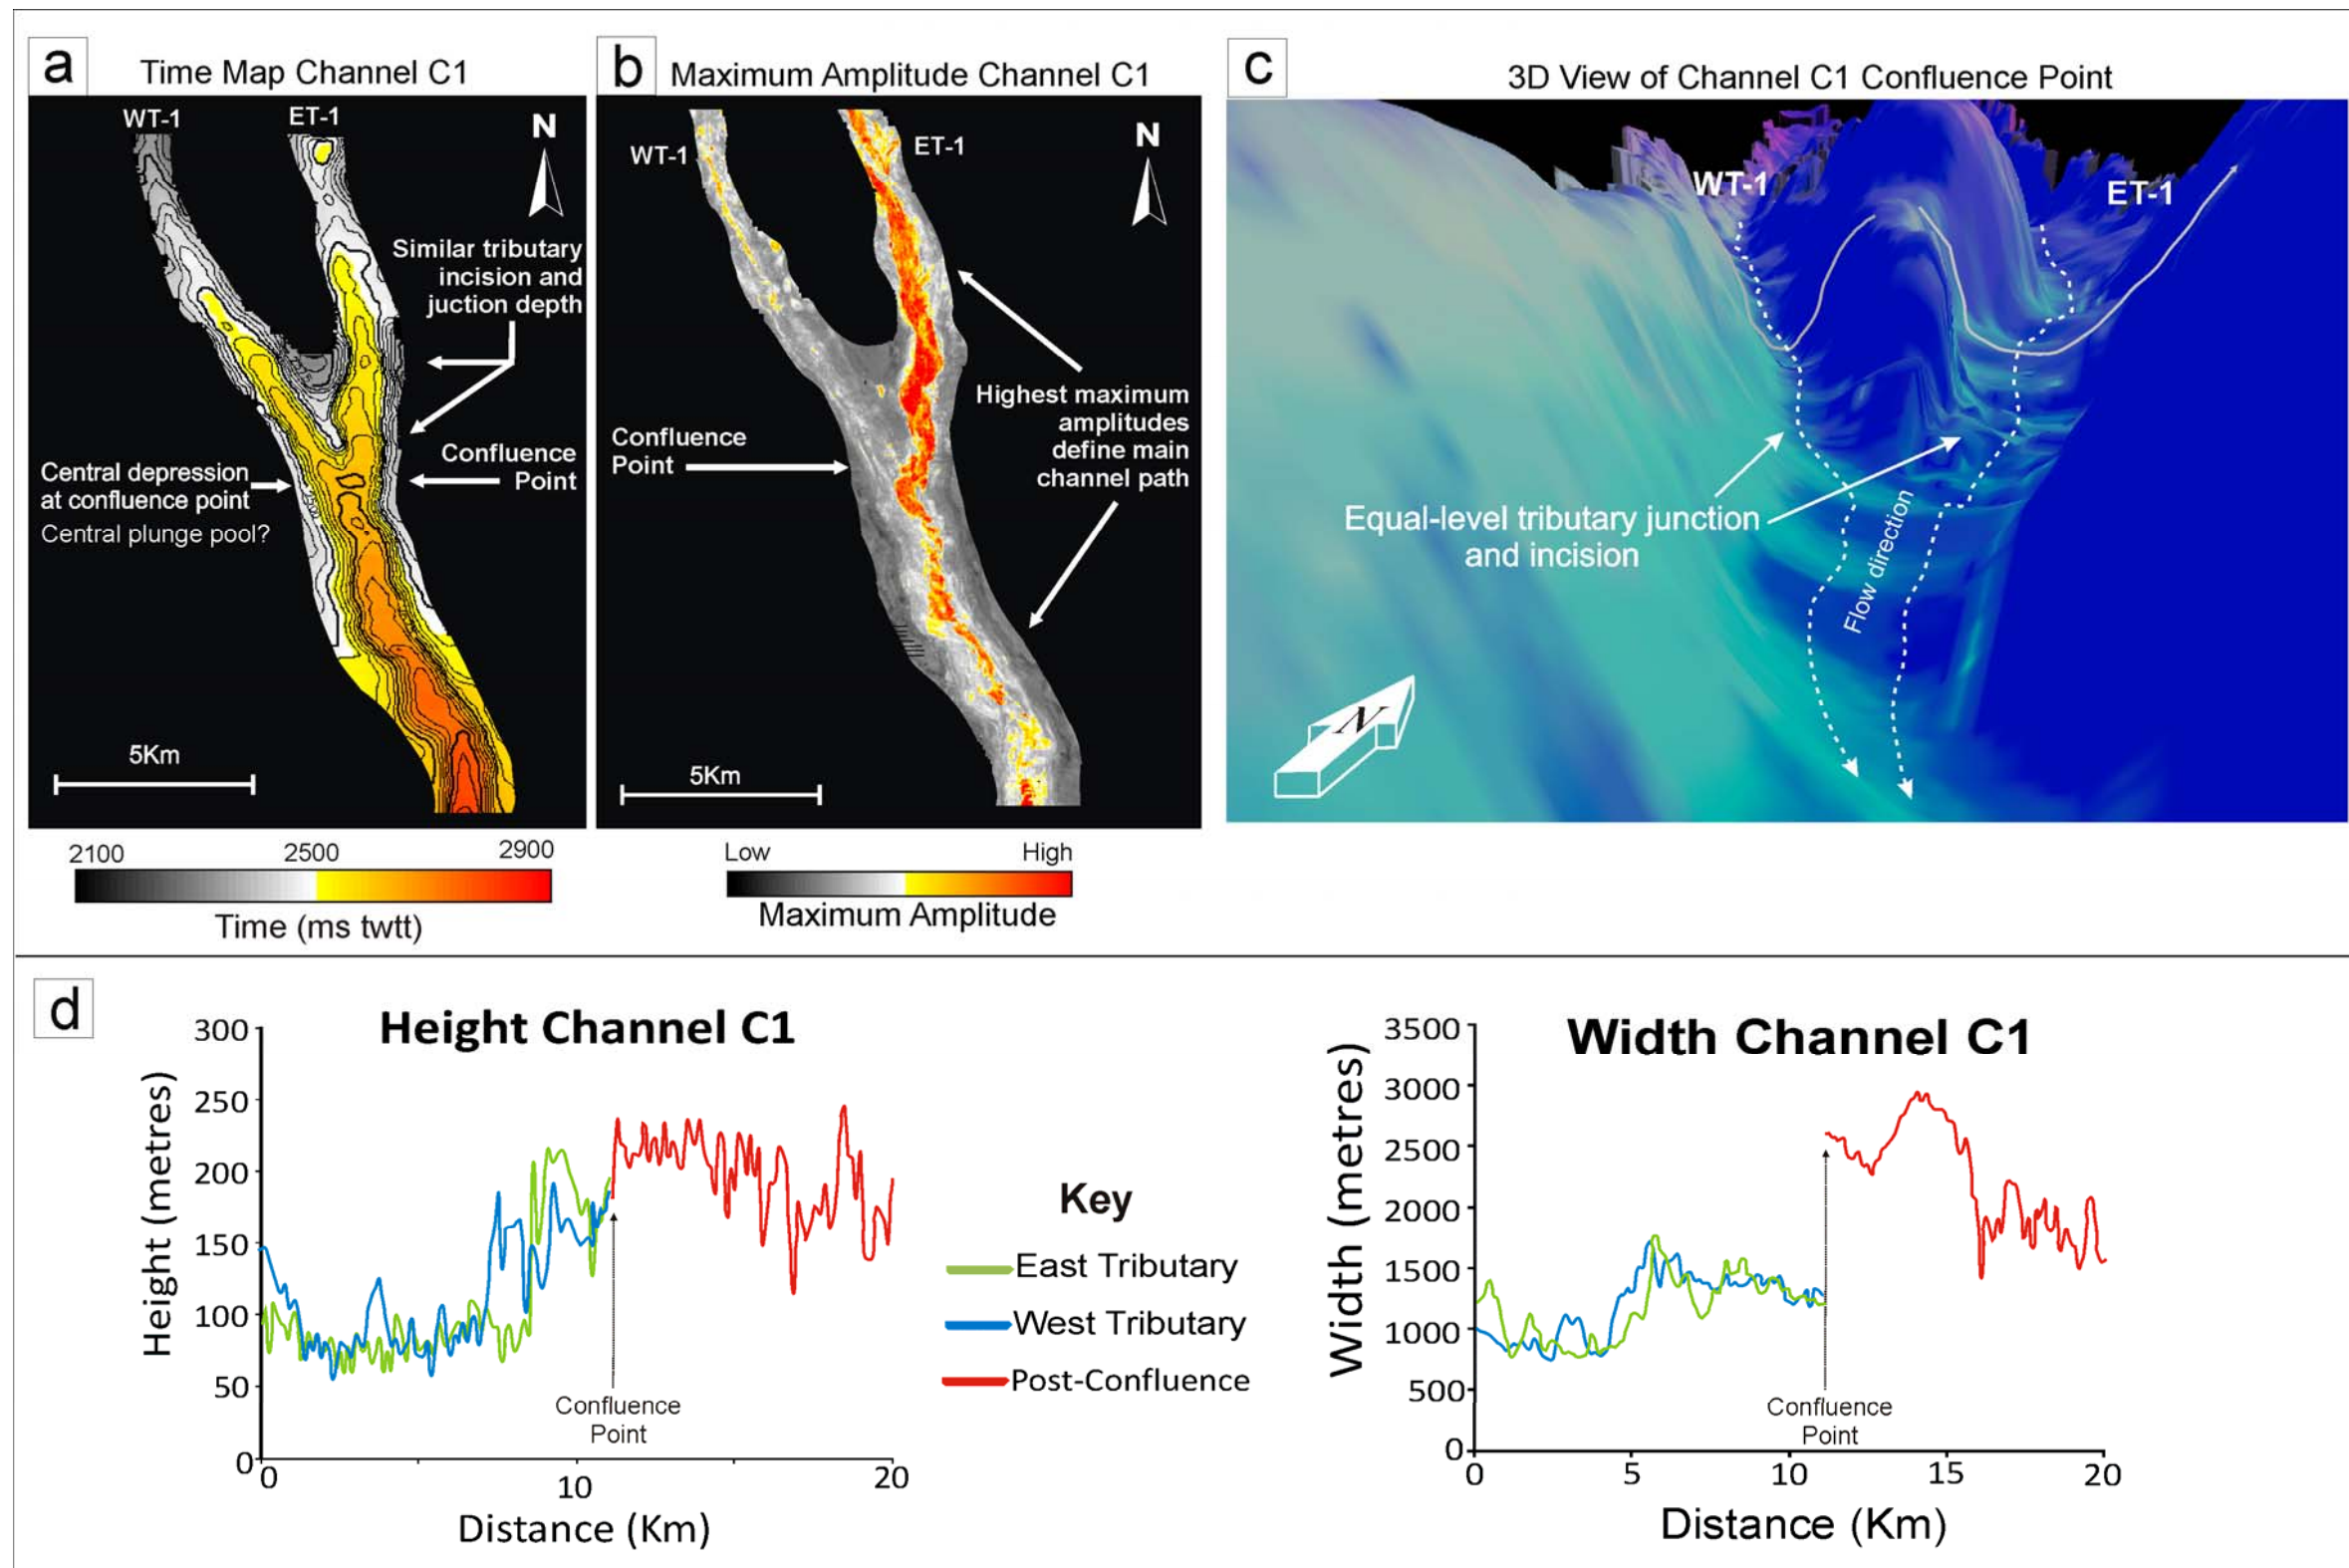 a
Time Map Channel C1
WT-1
ET-1
N
Similar tributary
incision and
juction depth
Confluence
Point
Central depression
at confluence point
Central plunge pool?
5Km
2100 2500 2900
Time (ms twtt)
b
Maximum Amplitude Channel C1
WT-1
ET-1
N
Highest maximum
amplitudes
define main
channel path
Confluence
Point
5Km
Low High
Maximum Amplitude
c
3D View of Channel C1 Confluence Point
WT-1
ET-1
Equal-level tributary junction
and incision
Flow direction
N
d
Height Channel C1
Height (metres)
300
250
200
150
100
50
0
0 10 20
Confluence
Point
Distance (Km)
Key
East Tributary
West Tributary
Post-Confluence
Width Channel C1
Width (metres)
3500
3000
2500
2000
1500
1000
500
0
0 5 10 15 20
Confluence
Point
Distance (Km)